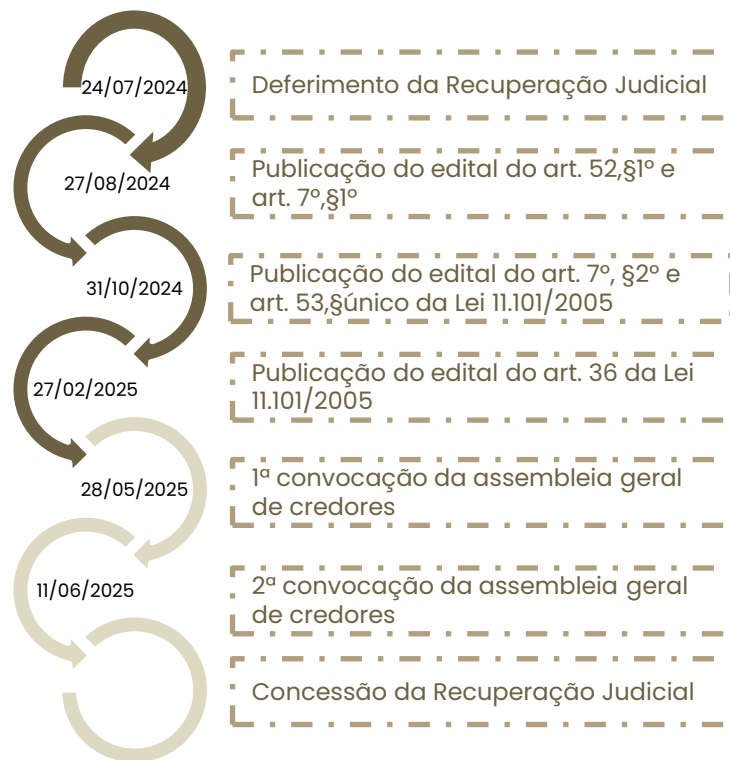 24/07/2024
Deferimento da Recuperação Judicial
27/08/2024
Publicação do edital do art. 52,§1º e
art. 7º,§1º
31/10/2024
Publicação do edital do art. 7º, §2º e
art. 53,§único da Lei 11.101/2005
27/02/2025
Publicação do edital do art. 36 da Lei
11.101/2005
28/05/2025
1ª convocação da assembleia geral
de credores
11/06/2025
2ª convocação da assembleia geral
de credores
Concessão da Recuperação Judicial